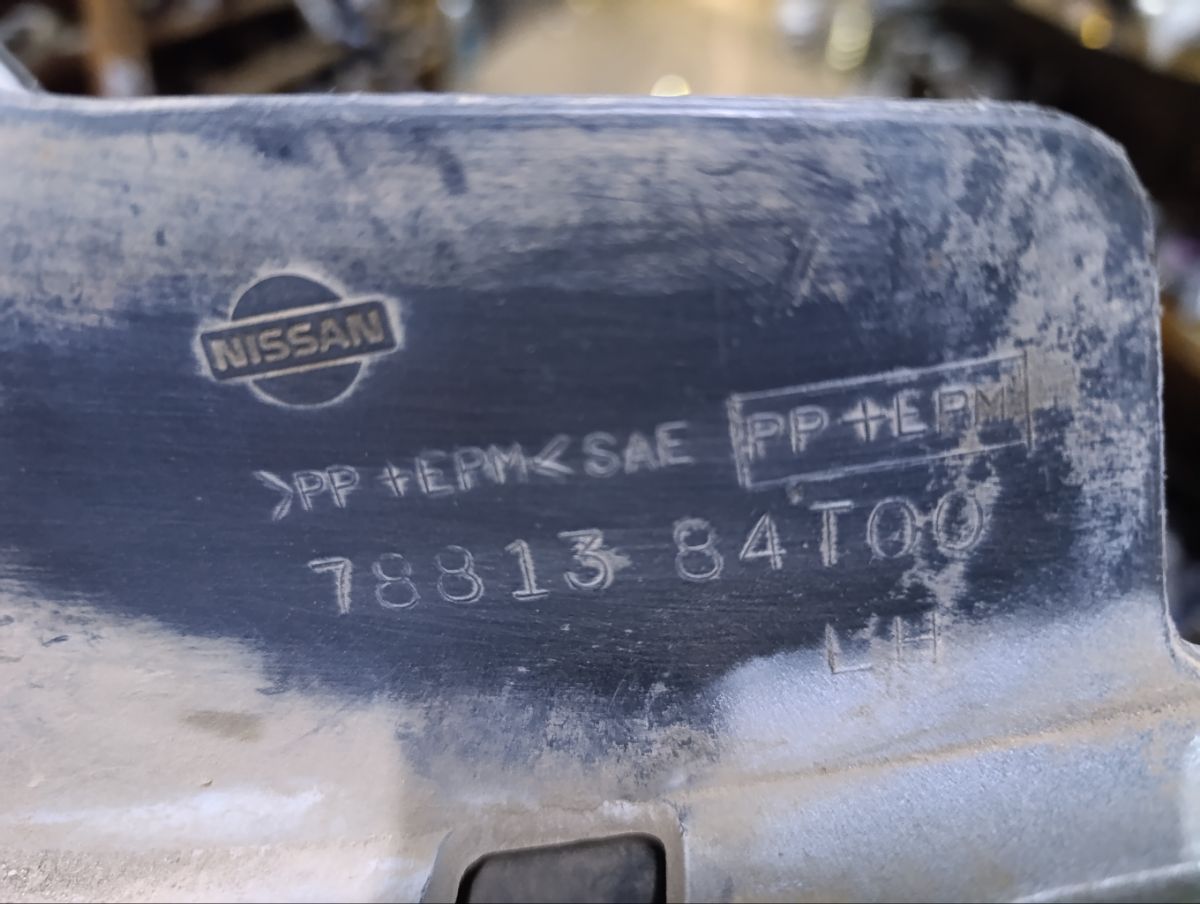 NISSAN
>PP+EPM< SAE
PP+EPM
78813 84T00
LH